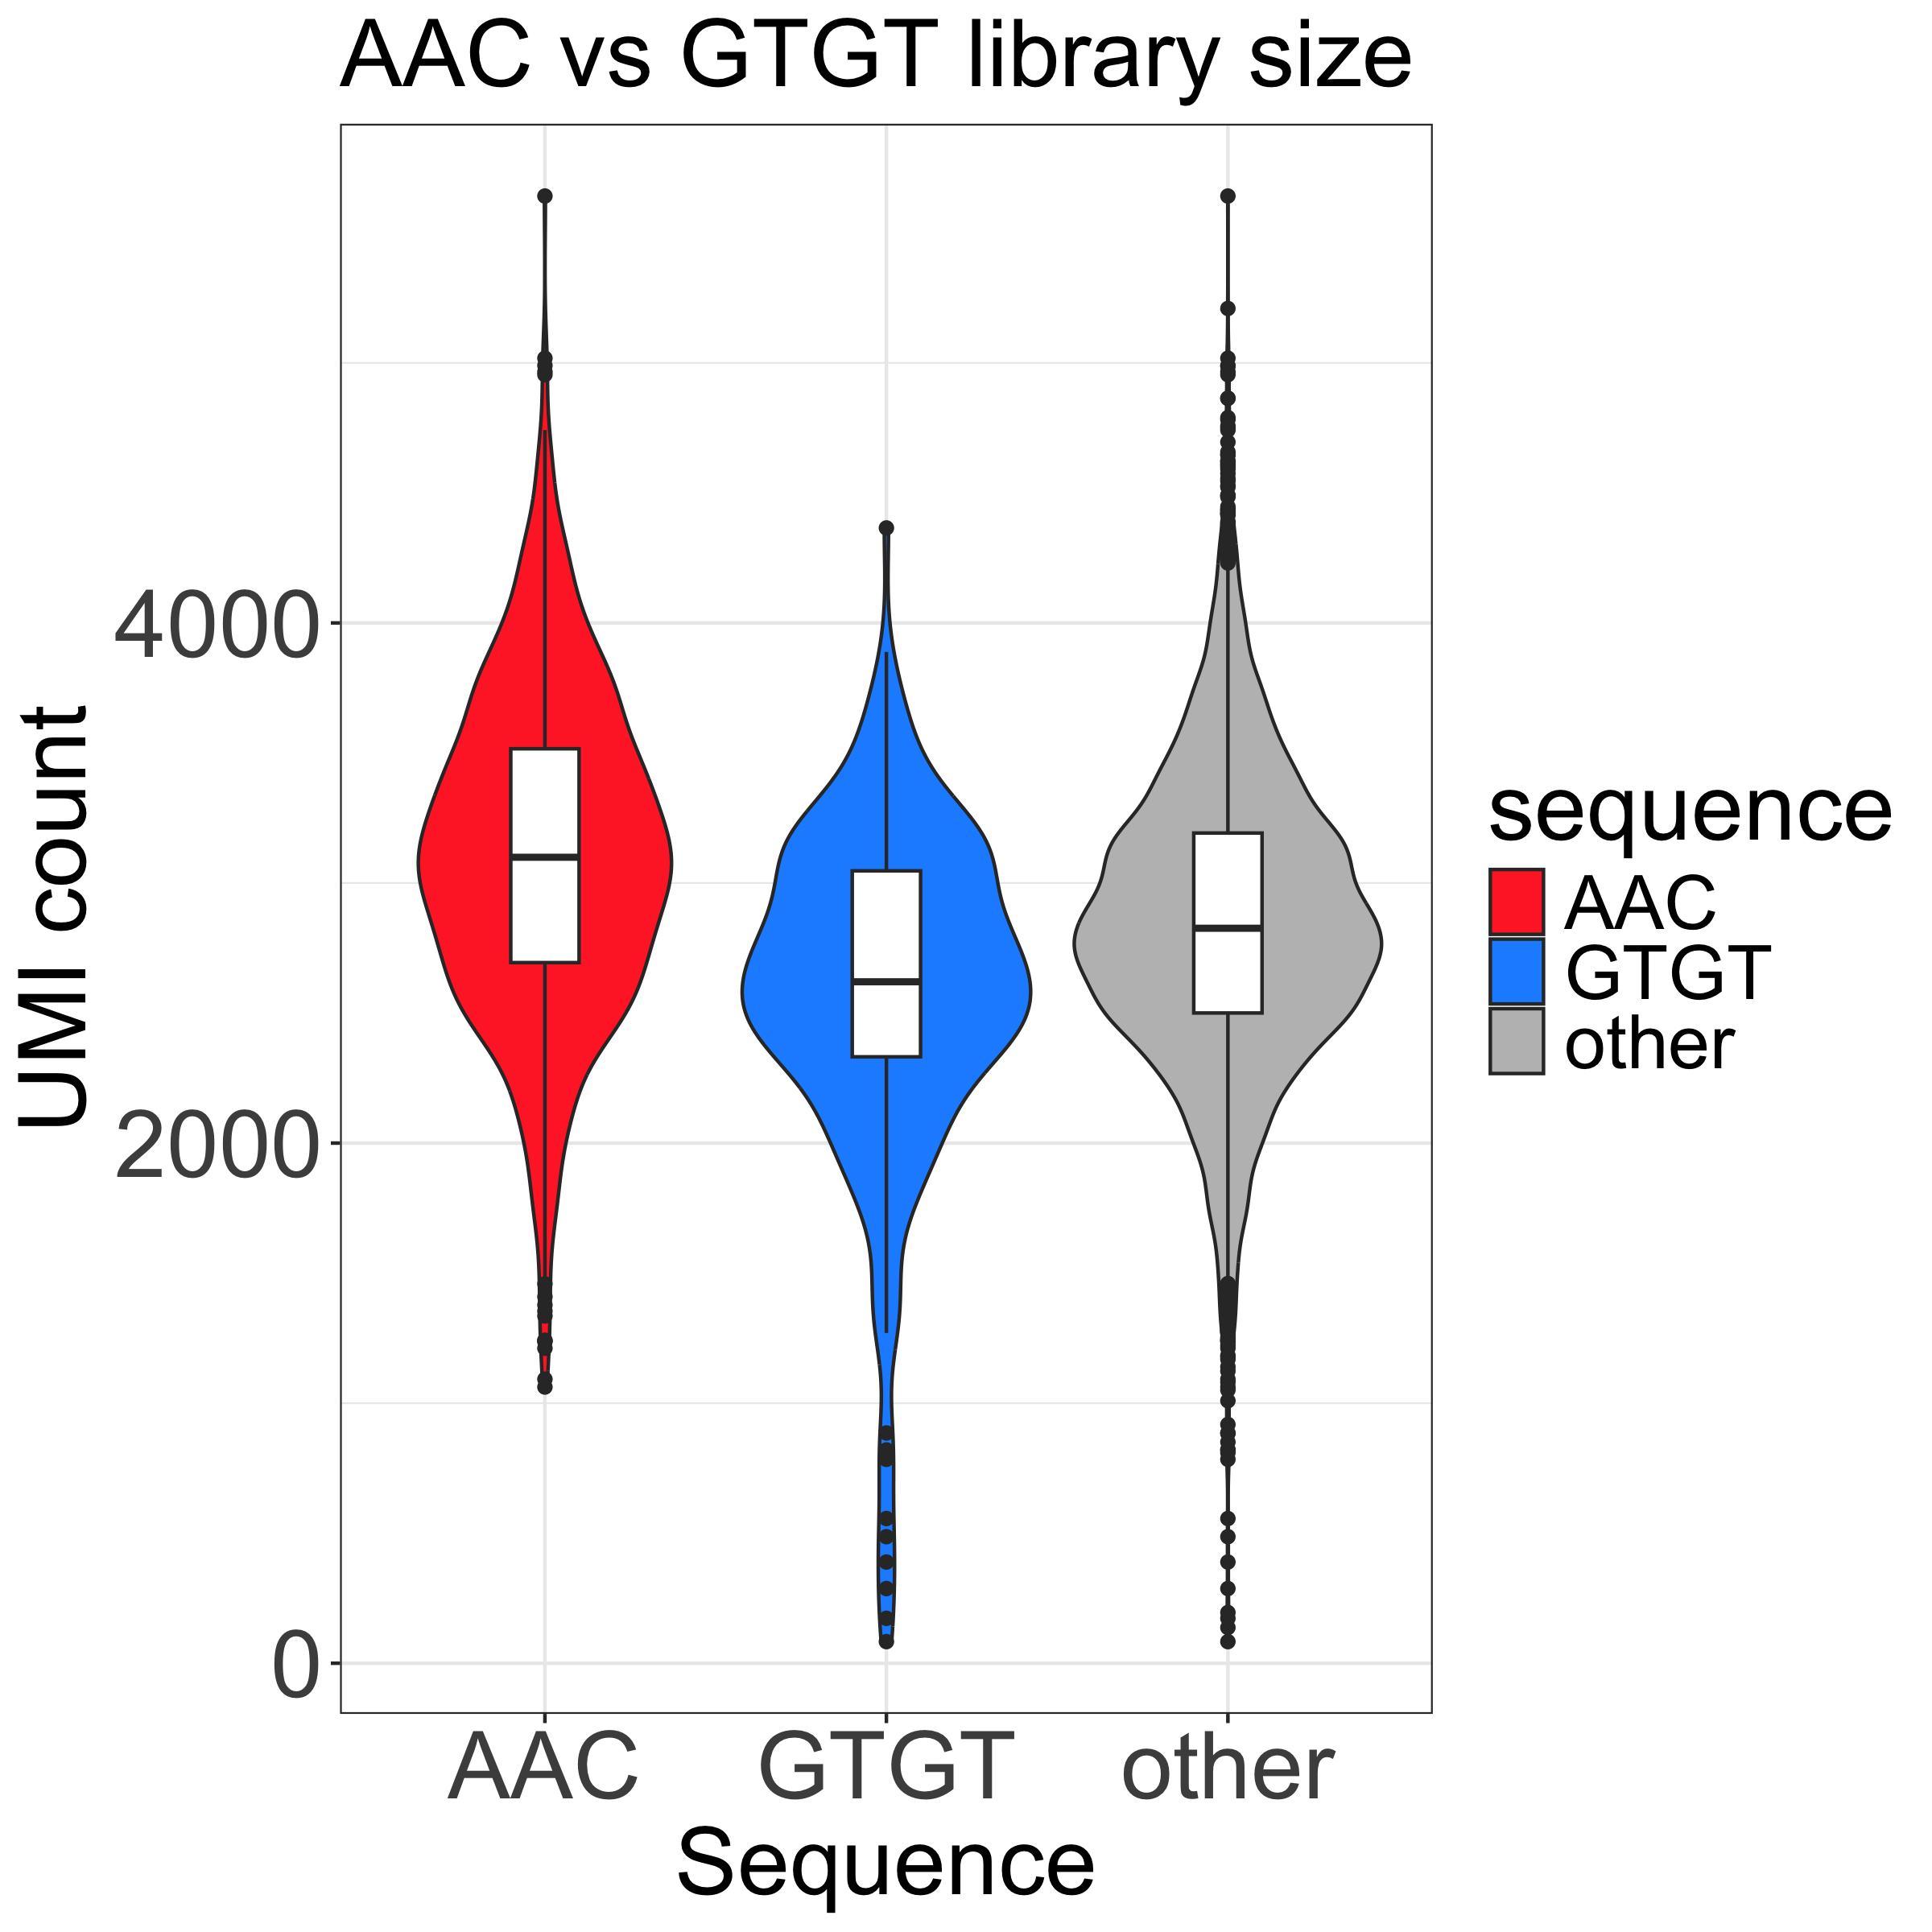 AAC vs GTGT library size
UMI count
4000
2000
0
AAC
GTGT
other
Sequence
sequence
AAC
GTGT
other